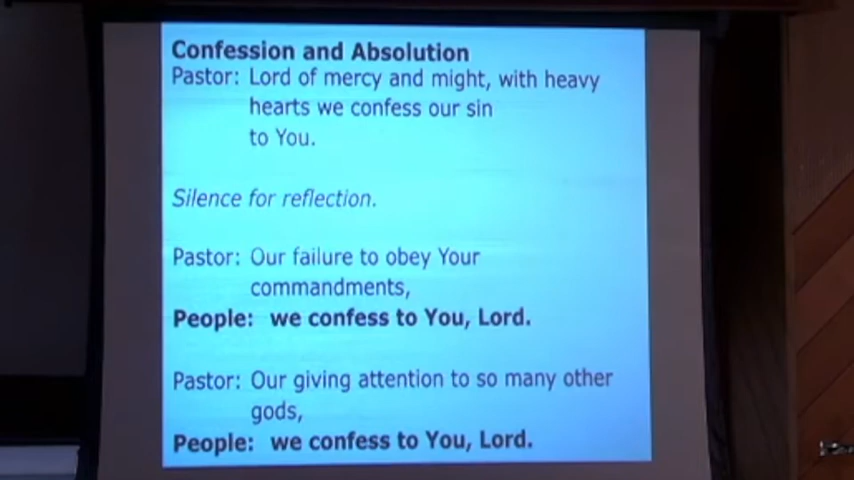 Confession and Absolution
Pastor: Lord of mercy and might, with heavy
hearts we confess our sin
to You.
Silence for reflection.
Pastor: Our failure to obey Your
commandments,
People: we confess to You, Lord.
Pastor: Our giving attention to so many other
gods,
People: we confess to You, Lord.